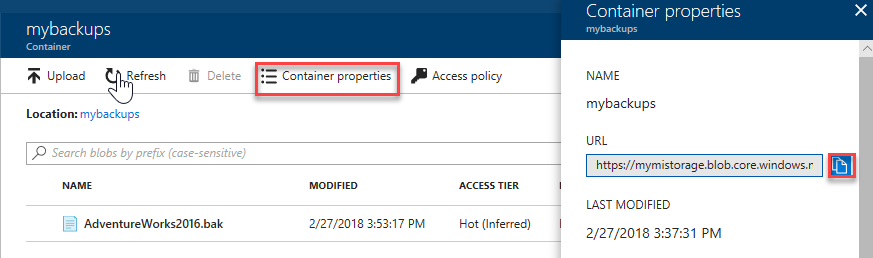 mybackups
Container
Upload Refresh Delete Container properties Access policy
Location: mybackups
Search blobs by prefix (case-sensitive)
NAME MODIFIED ACCESS TIER
AdventureWorks2016.bak 2/27/2018 3:53:17 PM Hot (Inferred)
Container properties
mybackups
NAME
mybackups
URL
https://mymistorage.blob.core.windows.
LAST MODIFIED
2/27/2018 3:37:31 PM